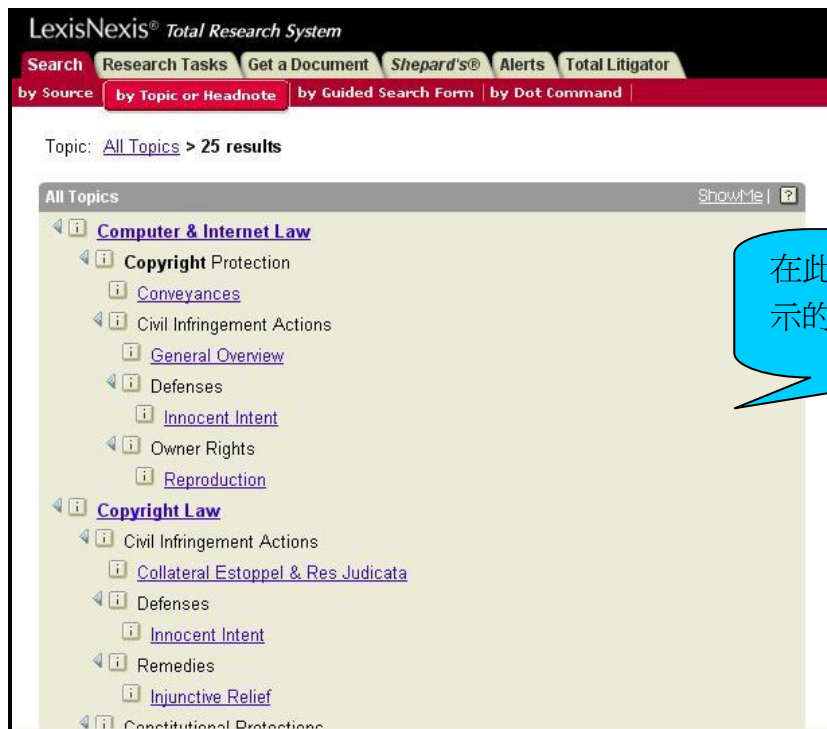 LexisNexis® Total Research System
Search Research Tasks Get a Document Shepard's® Alerts Total Litigator
by Source by Topic or Headnote by Guided Search Form by Dot Command
Topic: All Topics > 25 results
All Topics ShowMe | ?
Computer & Internet Law
Copyright Protection
Conveyances
Civil Infringement Actions
General Overview
Defenses
Innocent Intent
Owner Rights
Reproduction
Copyright Law
Civil Infringement Actions
Collateral Estoppel & Res Judicata
Defenses
Innocent Intent
Remedies
Injunctive Relief
Constitutional Protections
在此
示的